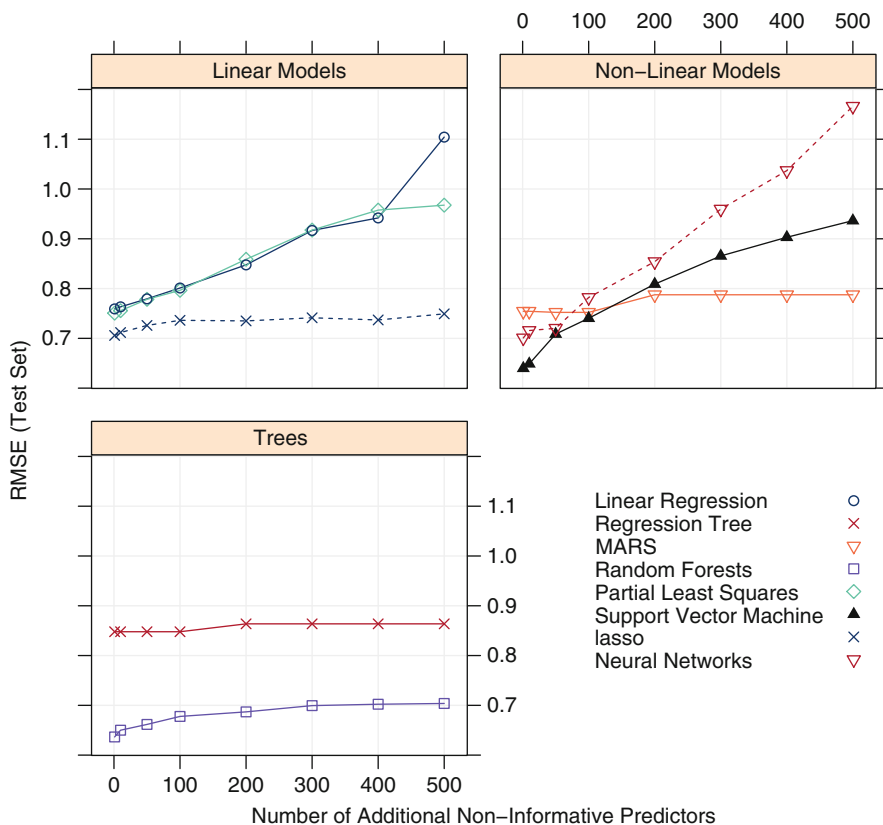 0 100 200 300 400 500
Linear Models
Non−Linear Models
1.1
1.0
0.9
0.8
0.7
RMSE (Test Set)
Trees
1.1
1.0
0.9
0.8
0.7
0 100 200 300 400 500
Number of Additional Non−Informative Predictors
Linear Regression
Regression Tree
MARS
Random Forests
Partial Least Squares
Support Vector Machine
lasso
Neural Networks